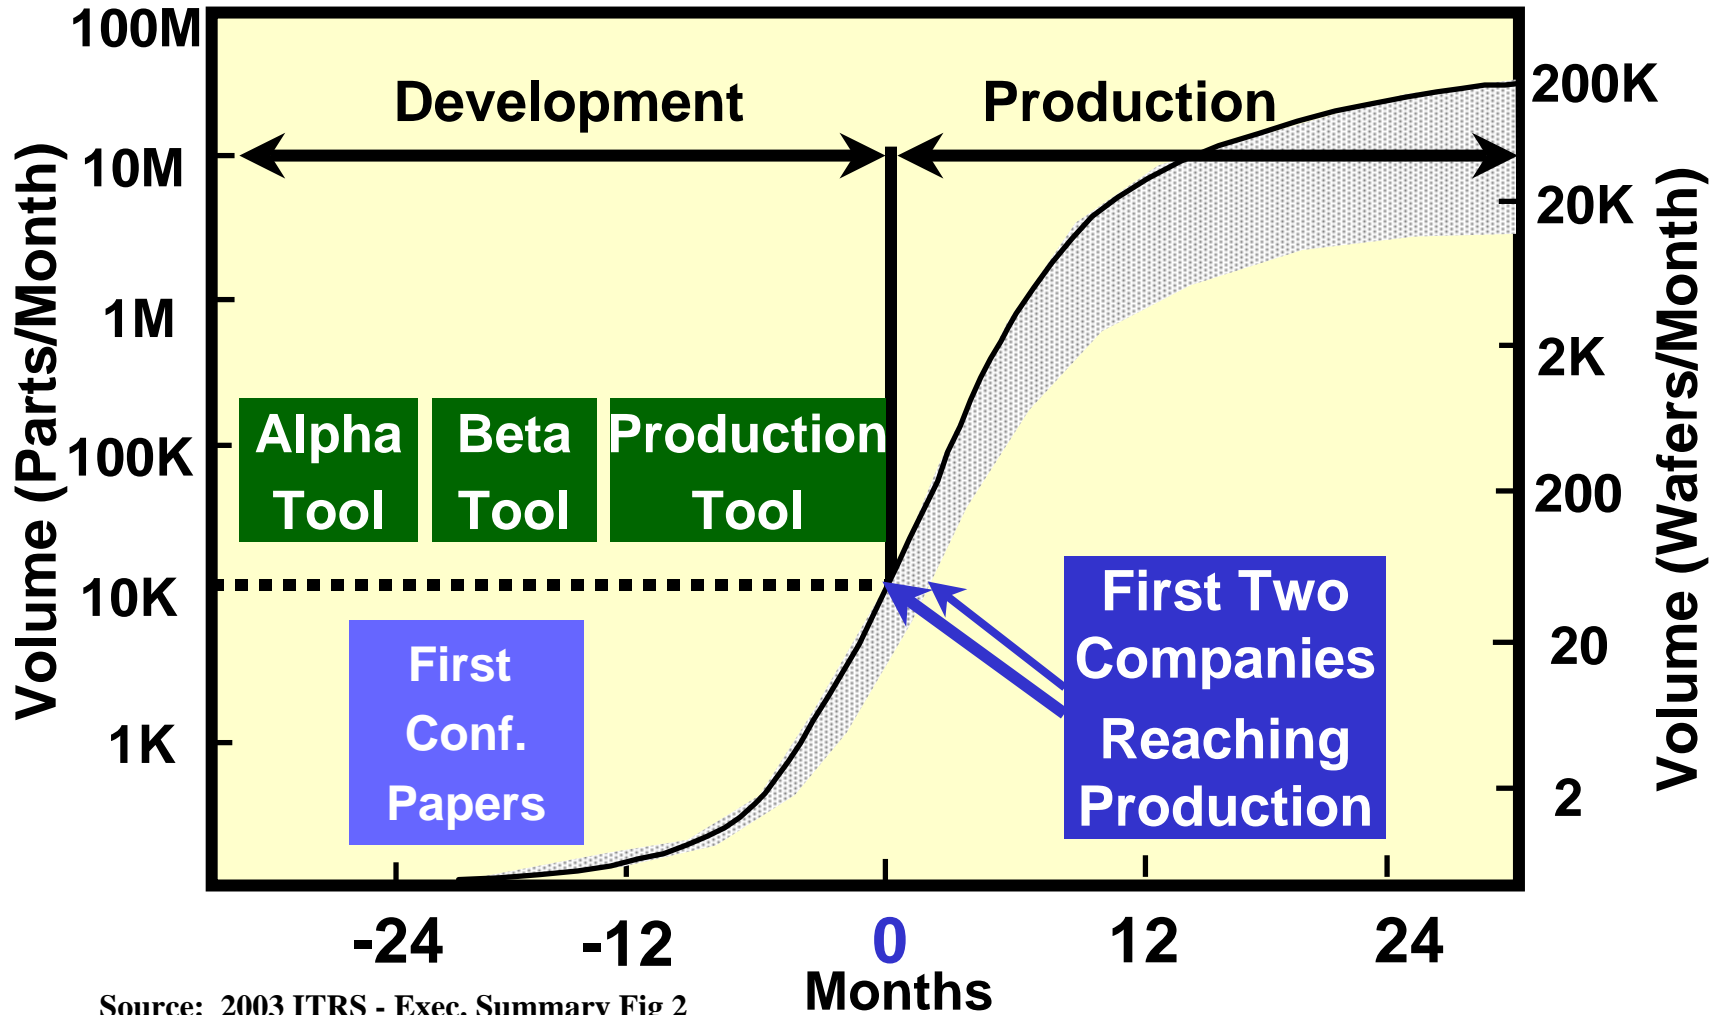 100M
10M
1M
100K
10K
1K
Volume (Parts/Month)
Development
Production
Alpha
Tool
Beta
Tool
Production
Tool
First
Conf.
Papers
First Two
Companies
Reaching
Production
200K
20K
2K
200
20
2
Volume (Wafers/Month)
-24
-12
0
12
24
Months
Source: 2003 ITRS - Exec. Summary Fig 2